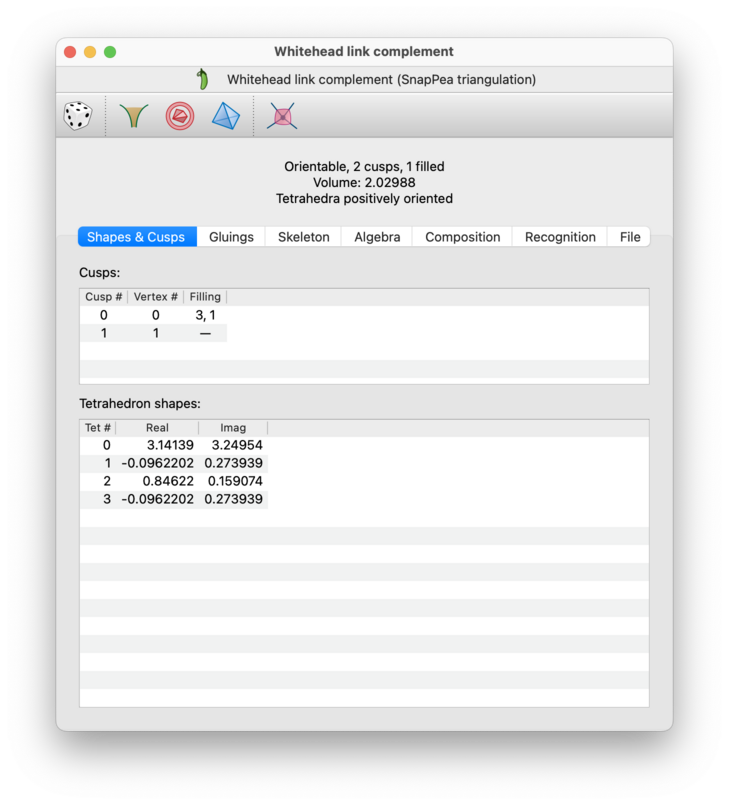 Whitehead link complement
Whitehead link complement (SnapPea triangulation)
Orientable, 2 cusps, 1 filled
Volume: 2.02988
Tetrahedra positively oriented
Shapes & Cusps Gluings Skeleton Algebra Composition Recognition File
Cusps:
Cusp # Vertex # Filling
0 0 3, 1
1 1 —
Tetrahedron shapes:
Tet # Real Imag
0 3.14139 3.24954
1 -0.0962202 0.273939
2 0.84622 0.159074
3 -0.0962202 0.273939